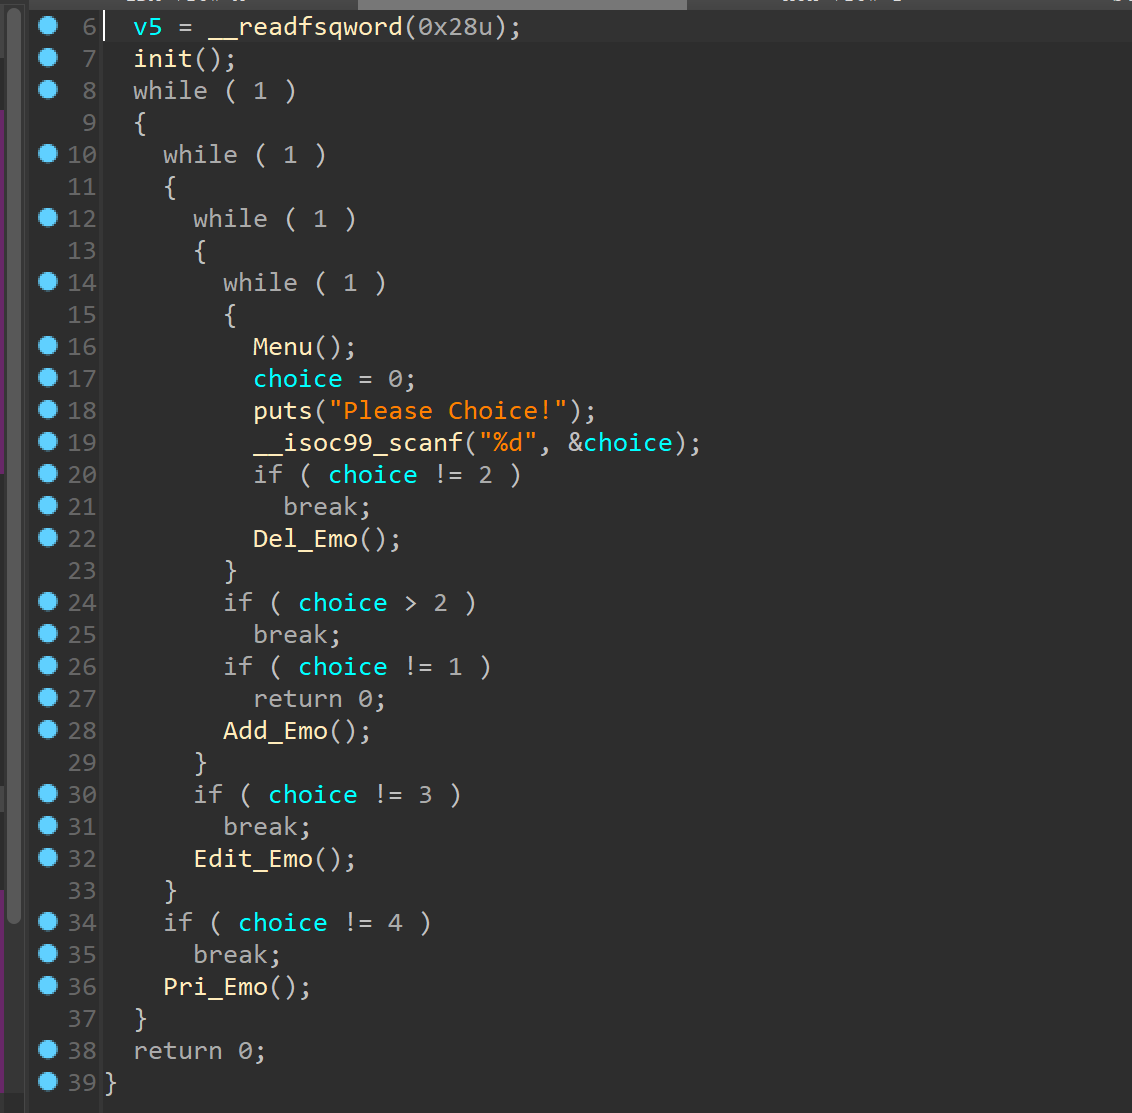 6 v5 = __readfsqword(0x28u);
7 init();
8 while ( 1 )
9 {
10 while ( 1 )
11 {
12 while ( 1 )
13 {
14 while ( 1 )
15 {
16 Menu();
17 choice = 0;
18 puts("Please Choice!");
19 __isoc99_scanf("%d", &choice);
20 if ( choice != 2 )
21 break;
22 Del_Emo();
23 }
24 if ( choice > 2 )
25 break;
26 if ( choice != 1 )
27 return 0;
28 Add_Emo();
29 }
30 if ( choice != 3 )
31 break;
32 Edit_Emo();
33 }
34 if ( choice != 4 )
35 break;
36 Pri_Emo();
37 }
38 return 0;
39 }